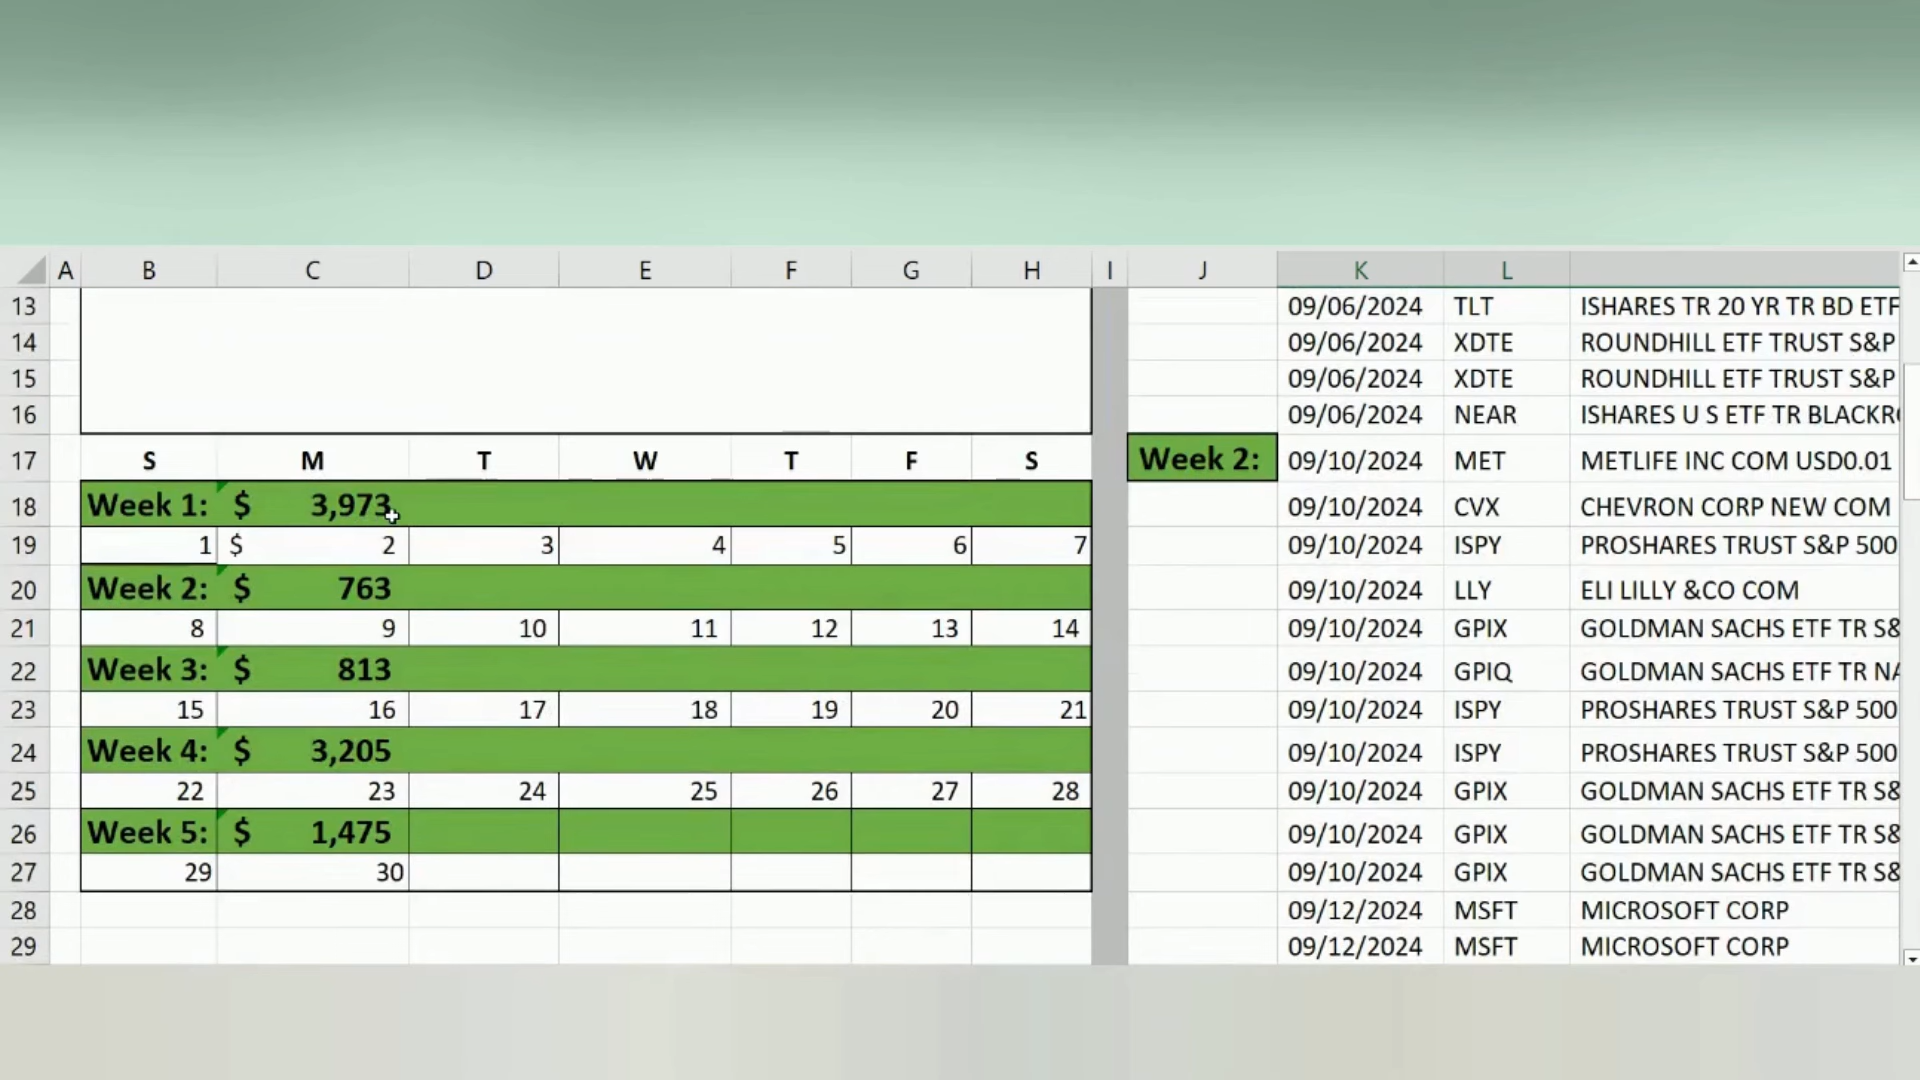 A B C D E F G H I J K L
13 09/06/2024 TLT ISHARES TR 20 YR TR BD ETF
14 09/06/2024 XDTE ROUNDHILL ETF TRUST S&P
15 09/06/2024 XDTE ROUNDHILL ETF TRUST S&P
16 09/06/2024 NEAR ISHARES U S ETF TR BLACKR
17 S M T W T F S Week 2: 09/10/2024 MET METLIFE INC COM USD0.01
18 Week 1: $ 3,973 09/10/2024 CVX CHEVRON CORP NEW COM
19 1 $ 2 3 4 5 6 7 09/10/2024 ISPY PROSHARES TRUST S&P 500
20 Week 2: $ 763 09/10/2024 LLY ELI LILLY &CO COM
21 8 9 10 11 12 13 14 09/10/2024 GPIX GOLDMAN SACHS ETF TR S&
22 Week 3: $ 813 09/10/2024 GPIQ GOLDMAN SACHS ETF TR NA
23 15 16 17 18 19 20 21 09/10/2024 ISPY PROSHARES TRUST S&P 500
24 Week 4: $ 3,205 09/10/2024 ISPY PROSHARES TRUST S&P 500
25 22 23 24 25 26 27 28 09/10/2024 GPIX GOLDMAN SACHS ETF TR S&
26 Week 5: $ 1,475 09/10/2024 GPIX GOLDMAN SACHS ETF TR S&
27 29 30 09/10/2024 GPIX GOLDMAN SACHS ETF TR S&
28 09/12/2024 MSFT MICROSOFT CORP
29 09/12/2024 MSFT MICROSOFT CORP